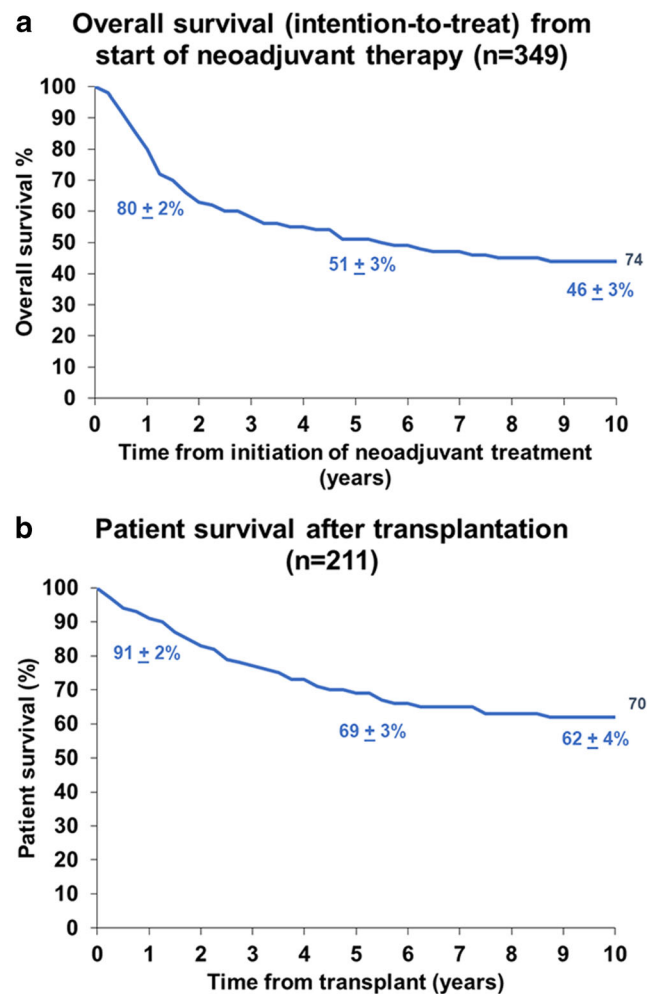 a
Overall survival (intention-to-treat) from
start of neoadjuvant therapy (n=349)
Overall survival %
100
90
80
70
60
50
40
30
20
10
0
80 ± 2%
51 ± 3%
74
46 ± 3%
0 1 2 3 4 5 6 7 8 9 10
Time from initiation of neoadjuvant treatment
(years)
b
Patient survival after transplantation
(n=211)
Patient survival (%)
100
90
80
70
60
50
40
30
20
10
0
91 ± 2%
69 ± 3%
70
62 ± 4%
0 1 2 3 4 5 6 7 8 9 10
Time from transplant (years)